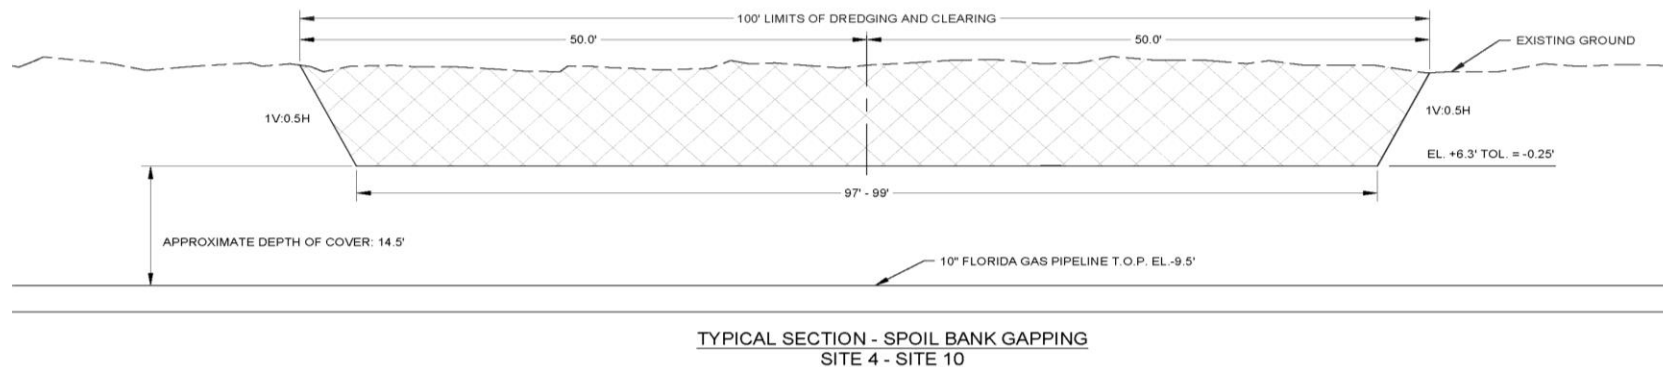 100' LIMITS OF DREDGING AND CLEARING
50.0'
50.0'
EXISTING GROUND
1V:0.5H
1V:0.5H
EL. +6.3' TOL. = -0.25'
97' - 99'
APPROXIMATE DEPTH OF COVER: 14.5'
10" FLORIDA GAS PIPELINE T.O.P. EL.-9.5'
TYPICAL SECTION - SPOIL BANK GAPPING
SITE 4 - SITE 10